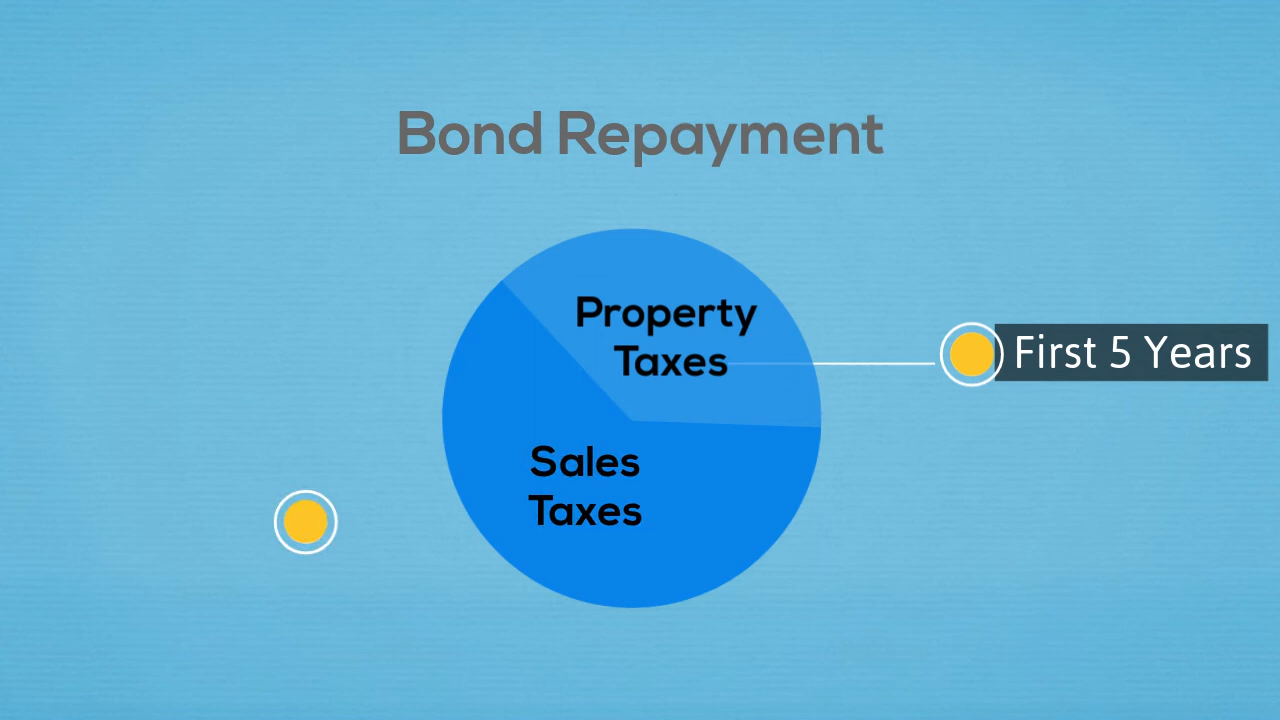 Bond Repayment
Property
Taxes
First 5 Years
Sales
Taxes